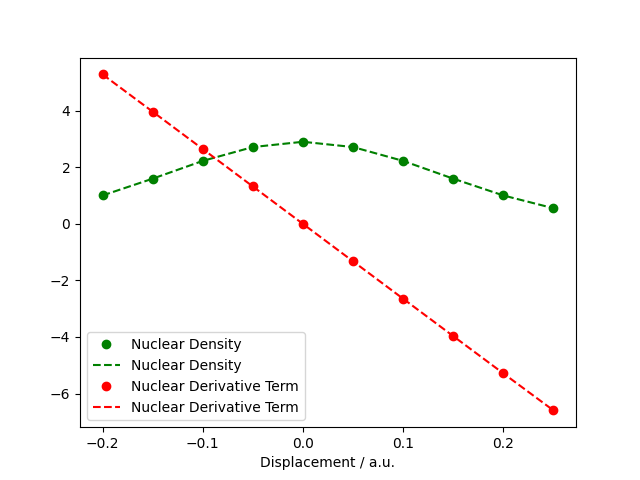 4
2
0
−2
−4
−6
Nuclear Density
Nuclear Density
Nuclear Derivative Term
Nuclear Derivative Term
−0.2 −0.1 0.0 0.1 0.2
Displacement / a.u.